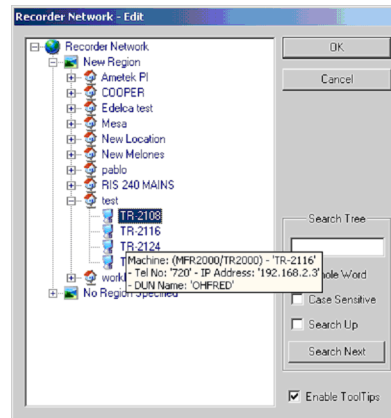 Recorder Network - Edit
Recorder Network
New Region
Ametek PI
COOPER
Edelca test
Mesa
New Location
New Melones
pablo
RIS 240 MAINS
test
TR-2108
TR-2116
TR-2124
T
Machine: (MFR2000/TR2000) - 'TR-2116'
- Tel No: '720' - IP Address: '192.168.2.3'
- DUN Name: 'OHFRED'
work
No Region Specified
OK
Cancel
Search Tree
hole Word
Case Sensitive
Search Up
Search Next
Enable ToolTips